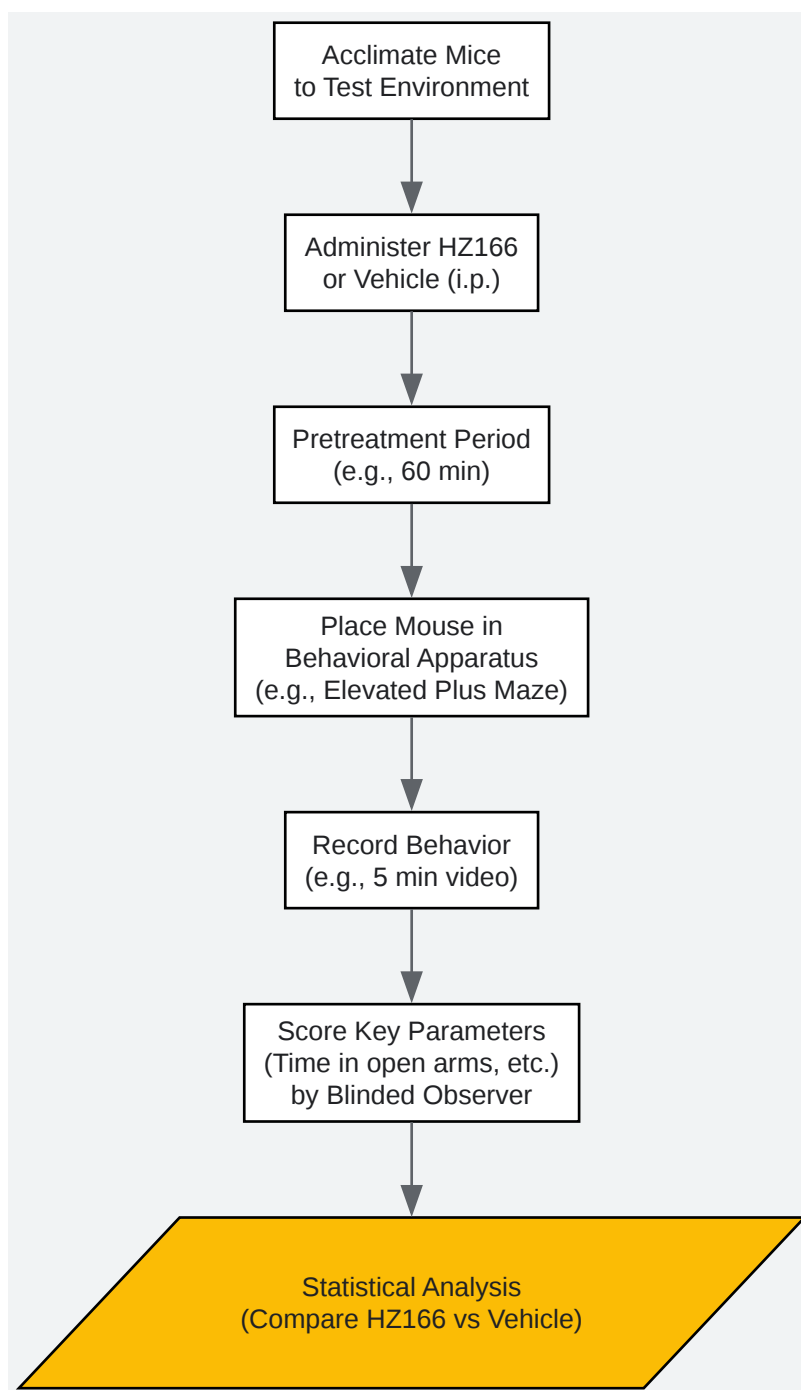 Acclimate Mice
to Test Environment
Administer HZ166
or Vehicle (i.p.)
Pretreatment Period
(e.g., 60 min)
Place Mouse in
Behavioral Apparatus
(e.g., Elevated Plus Maze)
Record Behavior
(e.g., 5 min video)
Score Key Parameters
(Time in open arms, etc.)
by Blinded Observer
Statistical Analysis
(Compare HZ166 vs Vehicle)